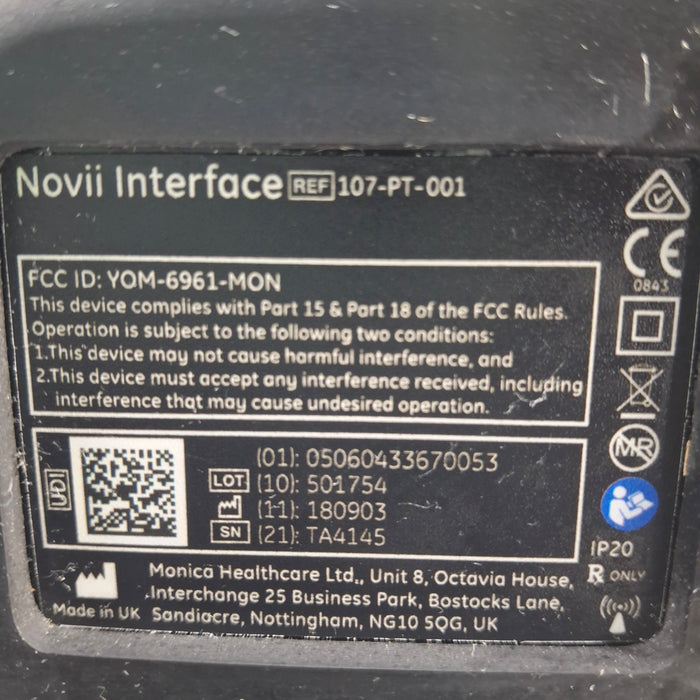 Novii Interface REF 107-PT-001
FCC ID: YOM-6961-MON
This device complies with Part 15 & Part 18 of the FCC Rules.
Operation is subject to the following two conditions:
1.This device may not cause harmful interference, and
2.This device must accept any interference received, including
interference that may cause undesired operation.
CE
0843
MR
UDI
(01): 05060433670053
LOT (10): 501754
(11): 180903
SN (21): TA4145
IP20
Rx ONLY
Monica Healthcare Ltd., Unit 8, Octavia House,
Interchange 25 Business Park, Bostocks Lane,
Sandiacre, Nottingham, NG10 5QG, UK
Made in UK